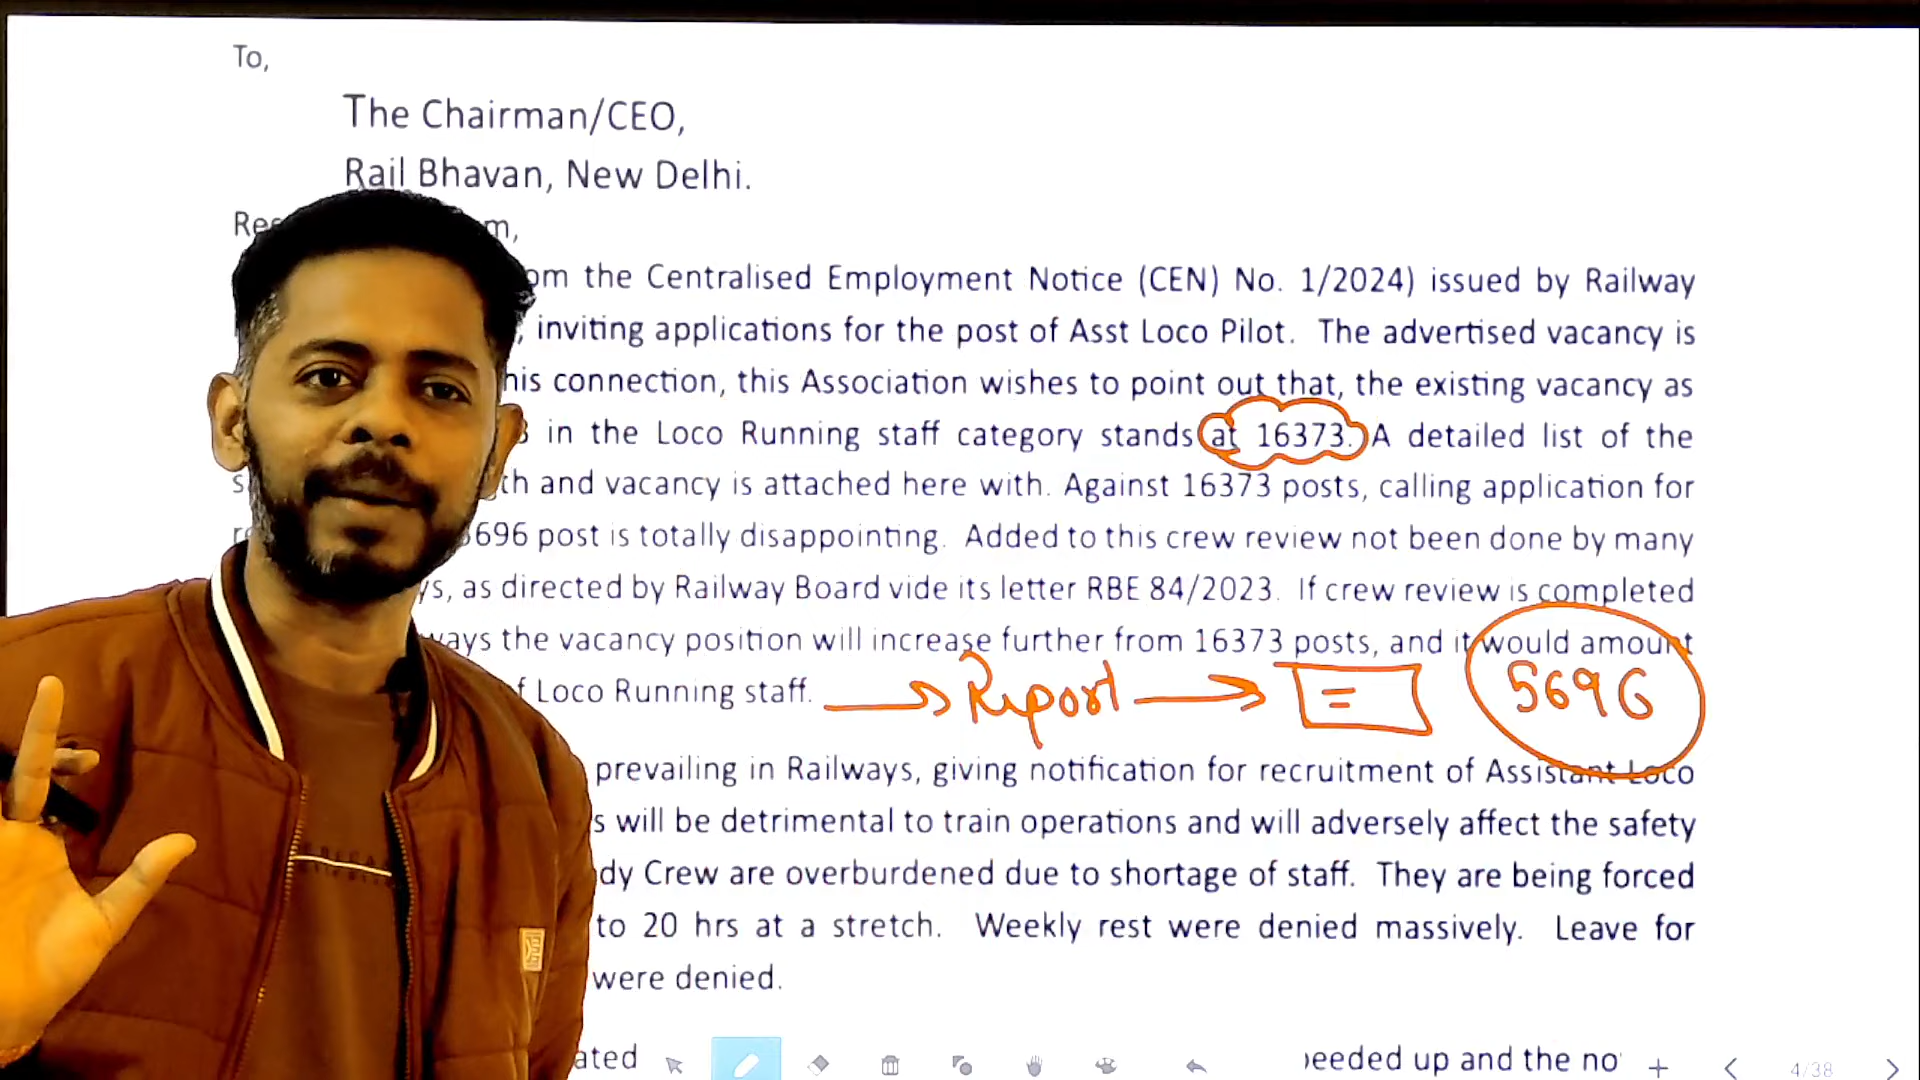 To,
The Chairman/CEO,
Rail Bhavan, New Delhi.
om the Centralised Employment Notice (CEN) No. 1/2024) issued by Railway
, inviting applications for the post of Asst Loco Pilot. The advertised vacancy is
his connection, this Association wishes to point out that, the existing vacancy as
in the Loco Running staff category stands at 16373. A detailed list of the
th and vacancy is attached here with. Against 16373 posts, calling application for
696 post is totally disappointing. Added to this crew review not been done by many
ys, as directed by Railway Board vide its letter RBE 84/2023. If crew review is completed
ways the vacancy position will increase further from 16373 posts, and it would amount
f Loco Running staff. → Report → = 5696
prevailing in Railways, giving notification for recruitment of Assistant Loco
s will be detrimental to train operations and will adversely affect the safety
dy Crew are overburdened due to shortage of staff. They are being forced
to 20 hrs at a stretch. Weekly rest were denied massively. Leave for
were denied.
ated eeded up and the no
4/38